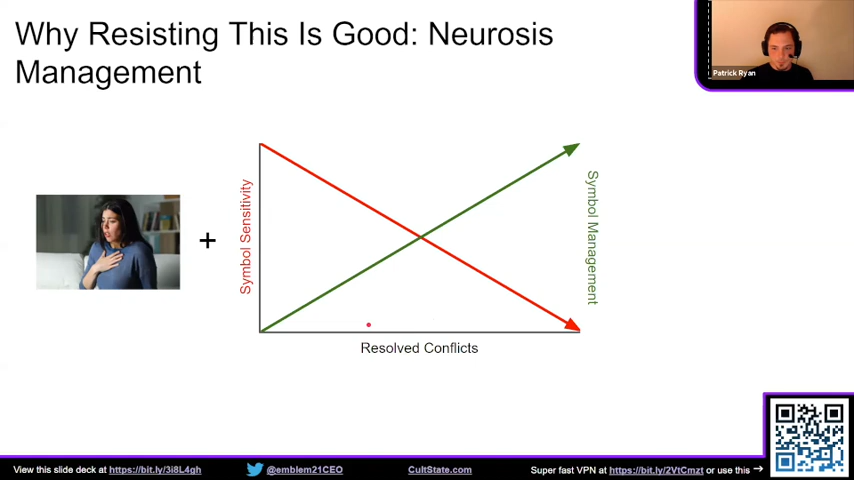 Why Resisting This Is Good: Neurosis
Management
Patrick Ryan
+
Symbol Sensitivity
Symbol Management
Resolved Conflicts
View this slide deck at https://bit.ly/3i8L4gh
@emblem21CEO
CultState.com
Super fast VPN at https://bit.ly/2VtCmzt or use this →